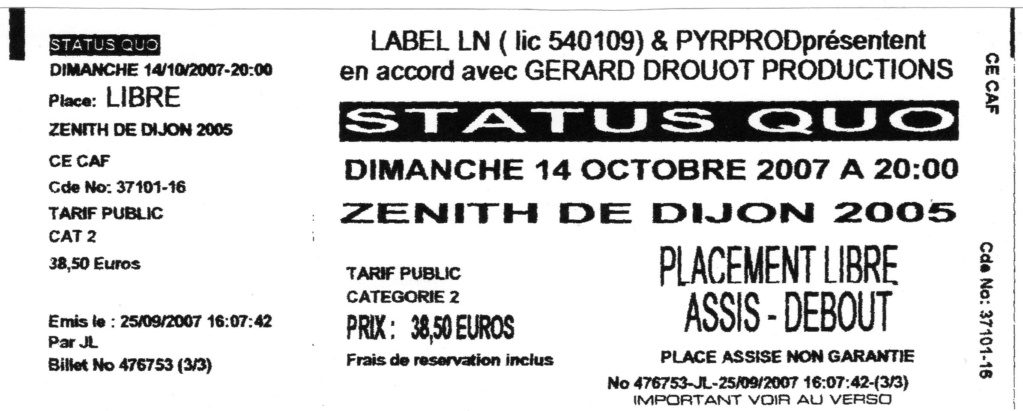 STATUS QUO
DIMANCHE 14/10/2007-20:00
Place: LIBRE
ZENITH DE DIJON 2005
CE CAF
Cde No: 37101-16
TARIF PUBLIC
CAT 2
38,50 Euros
Emis le : 25/09/2007 16:07:42
Par JL
Billet No 476753 (3/3)
LABEL LN ( lic 540109) & PYRPRODprésentent
en accord avec GERARD DROUOT PRODUCTIONS
STATUS QUO
DIMANCHE 14 OCTOBRE 2007 A 20:00
ZENITH DE DIJON 2005
TARIF PUBLIC
CATEGORIE 2
PRIX : 38,50 EUROS
Frais de reservation inclus
PLACEMENT LIBRE
ASSIS - DEBOUT
PLACE ASSISE NON GARANTIE
No 476753-JL-25/09/2007 16:07:42-(3/3)
IMPORTANT VOIR AU VERSO
CE CAF
Cde No: 37101-16